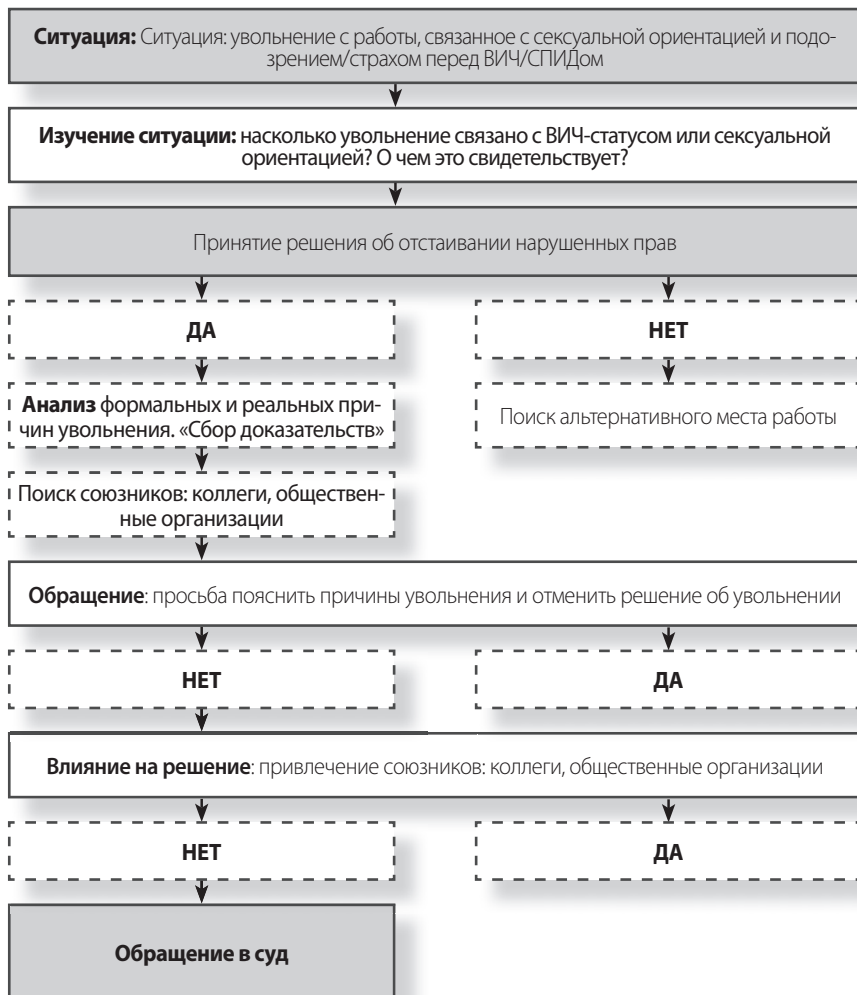 Ситуация: Ситуация: увольнение с работы, связанное с сексуальной ориентацией и подо-
зрением/страхом перед ВИЧ/СПИДом
Изучение ситуации: насколько увольнение связано с ВИЧ-статусом или сексуальной
ориентацией? О чем это свидетельствует?
Принятие решения об отстаивании нарушенных прав
ДА
НЕТ
Анализ формальных и реальных при-
чин увольнения. «Сбор доказательств»
Поиск альтернативного места работы
Поиск союзников: коллеги, обществен-
ные организации
Обращение: просьба пояснить причины увольнения и отменить решение об увольнении
НЕТ
ДА
Влияние на решение: привлечение союзников: коллеги, общественные организации
НЕТ
ДА
Обращение в суд